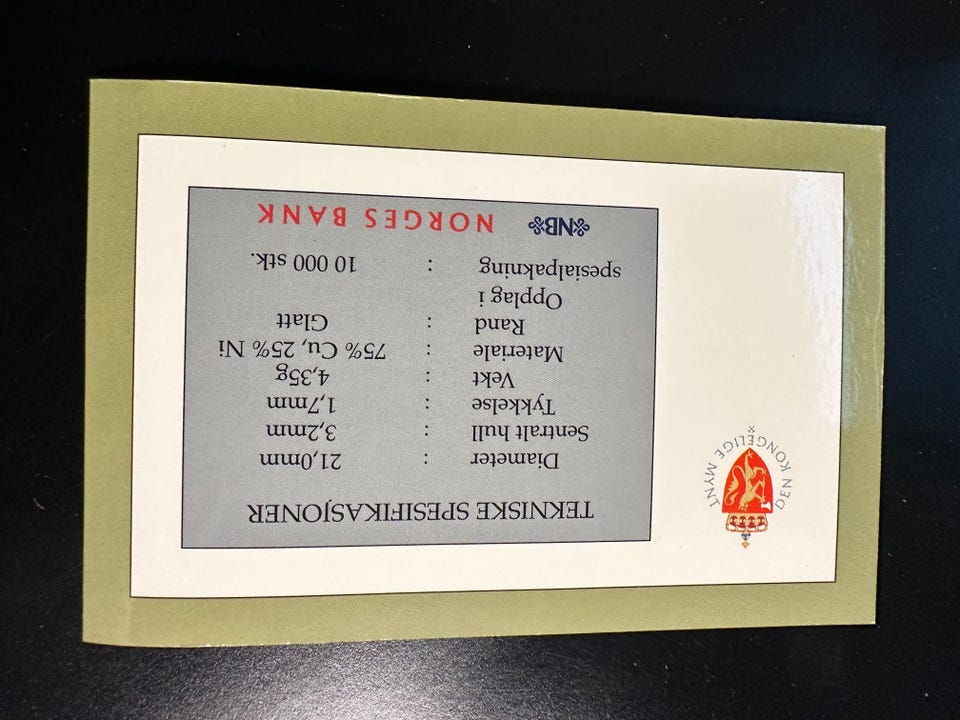 DEN KONGELIGE MYNT
TEKNISKE SPESIFIKASJONER
Diameter : 21,0mm
Sentralt hull : 3,2mm
Tykkelse : 1,7mm
Vekt : 4,35g
Materiale : 75% Cu, 25% Ni
Rand : Glatt
Opplag i
spesialpakning : 10 000 stk.
NB NORGES BANK